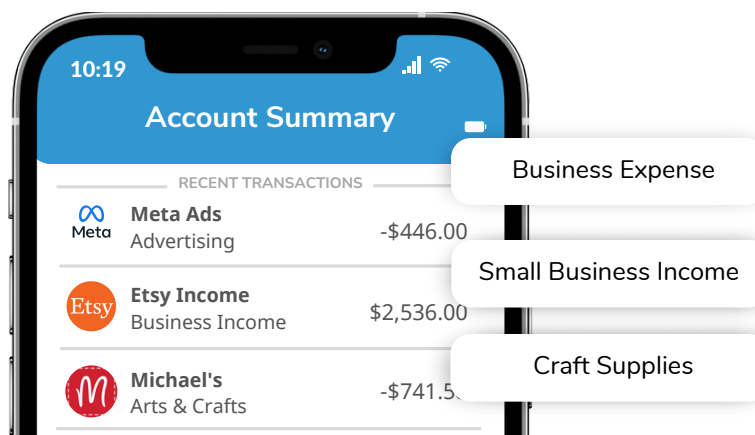 10:19
Account Summary
RECENT TRANSACTIONS
Business Expense
Meta
Meta Ads
Advertising
-$446.00
Small Business Income
Etsy
Etsy Income
Business Income
$2,536.00
Craft Supplies
M
Michael's
Arts & Crafts